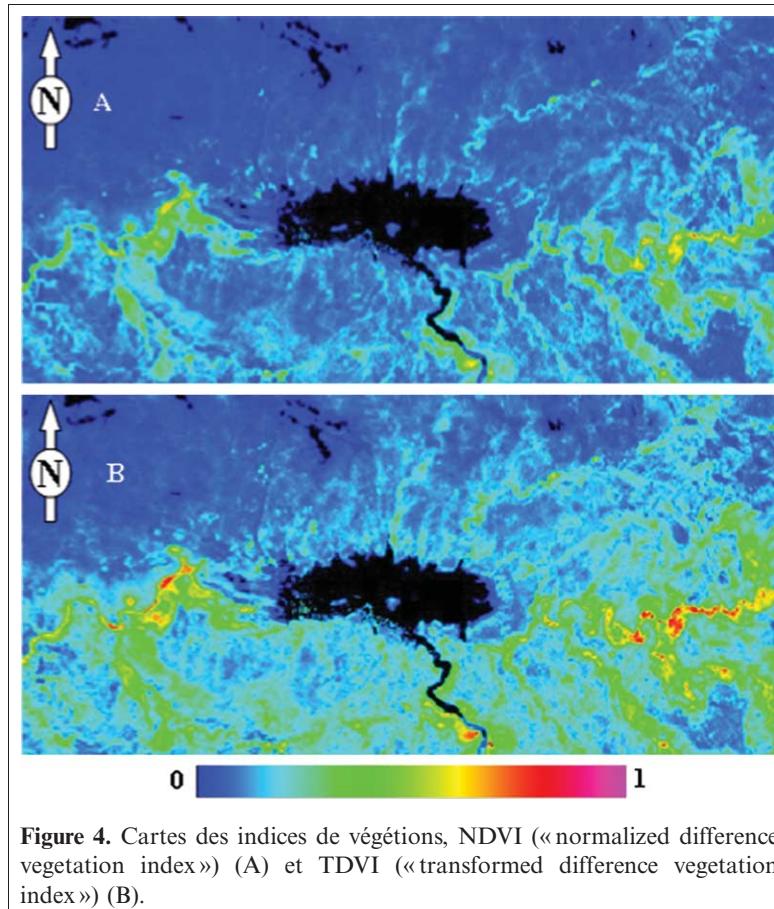 N
A
N
B
0
1
Figure 4. Cartes des indices de végétions, NDVI (« normalized difference
vegetation index ») (A) et TDVI (« transformed difference vegetation
index ») (B).